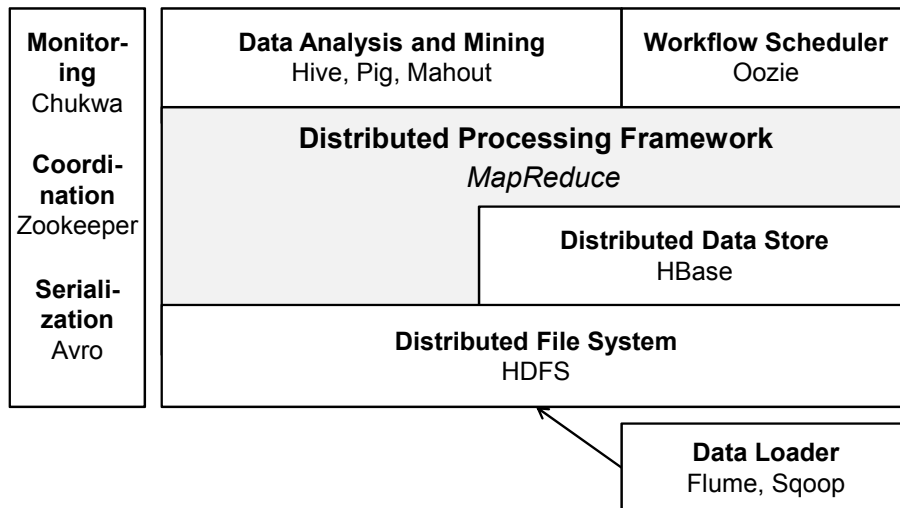 Monitor-
ing
Chukwa
Coordi-
nation
Zookeeper
Seriali-
zation
Avro
Data Analysis and Mining
Hive, Pig, Mahout
Workflow Scheduler
Oozie
Distributed Processing Framework
MapReduce
Distributed Data Store
HBase
Distributed File System
HDFS
Data Loader
Flume, Sqoop